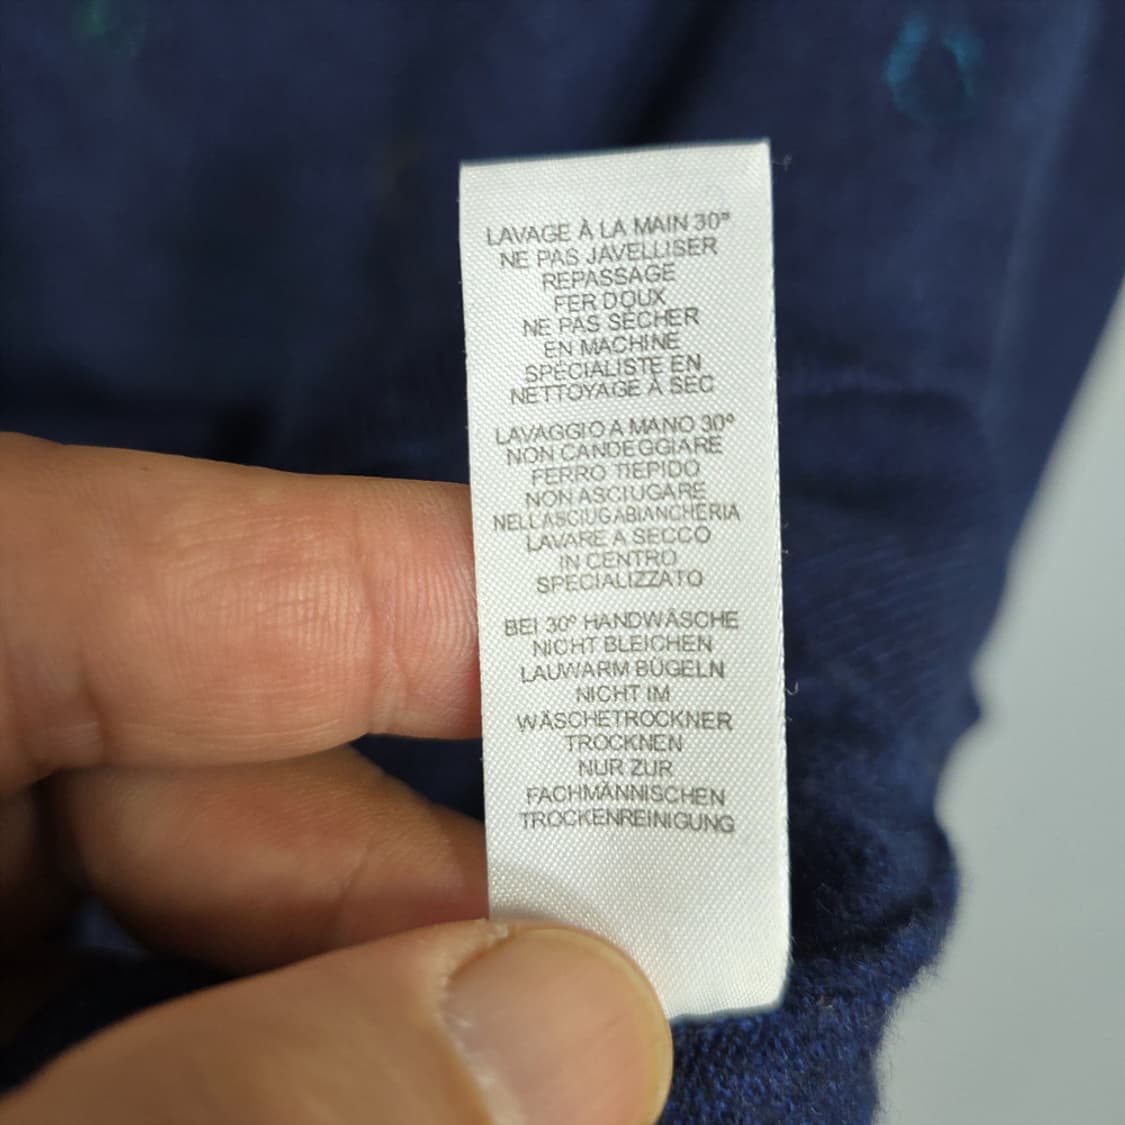 LAVAGE À LA MAIN 30°
NE PAS JAVELLISER
REPASSAGE
FER DOUX
NE PAS SÉCHER
EN MACHINE
SPÉCIALISTE EN
NETTOYAGE À SEC
LAVAGGIO A MANO 30°
NON CANDEGGIARE
FERRO TIEPIDO
NON ASCIUGARE
NELL'ASCIUGABIANCHERIA
LAVARE A SECCO
IN CENTRO
SPECIALIZZATO
BEI 30° HANDWÄSCHE
NICHT BLEICHEN
LAUWARM BÜGELN
NICHT IM
WÄSCHETROCKNER
TROCKNEN
NUR ZUR
FACHMÄNNISCHEN
TROCKENREINIGUNG